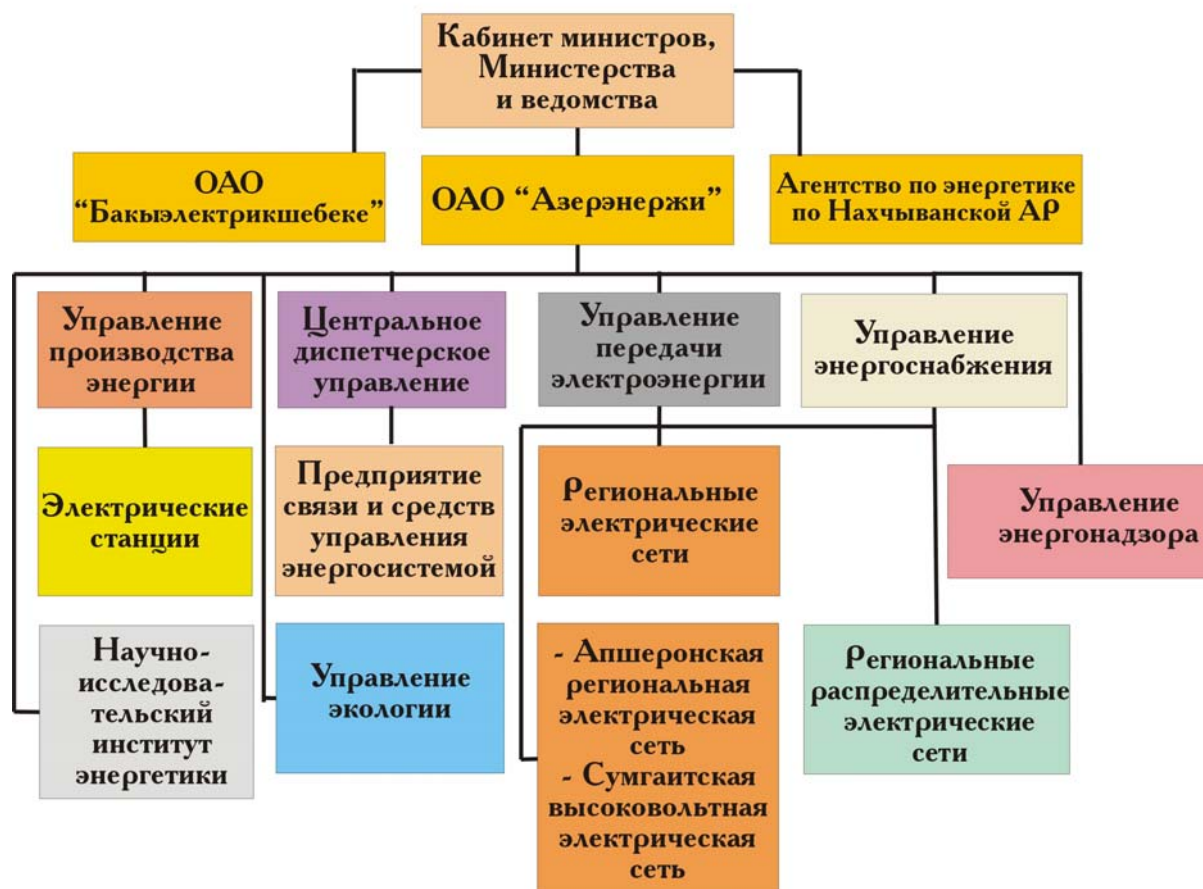 Кабинет министров,
Министерства
и ведомства
ОАО
“Бакыэлектрикшебеке”
ОАО “Азерэнержи”
Агентство по энергетике
по Нахчыванской АР
Управление
производства
энергии
Центральное
диспетчерское
управление
Управление
передачи
электроэнергии
Управление
энергоснабжения
Электрические
станции
Предприятие
связи и средств
управления
энергосистемой
Региональные
электрические
сети
Управление
энергонадзора
Научно-
исследова-
тельский
институт
энергетики
Управление
экологии
- Апшеронская
региональная
электрическая
сеть
- Сумгаитская
высоковольтная
электрическая
сеть
Региональные
распределительные
электрические
сети